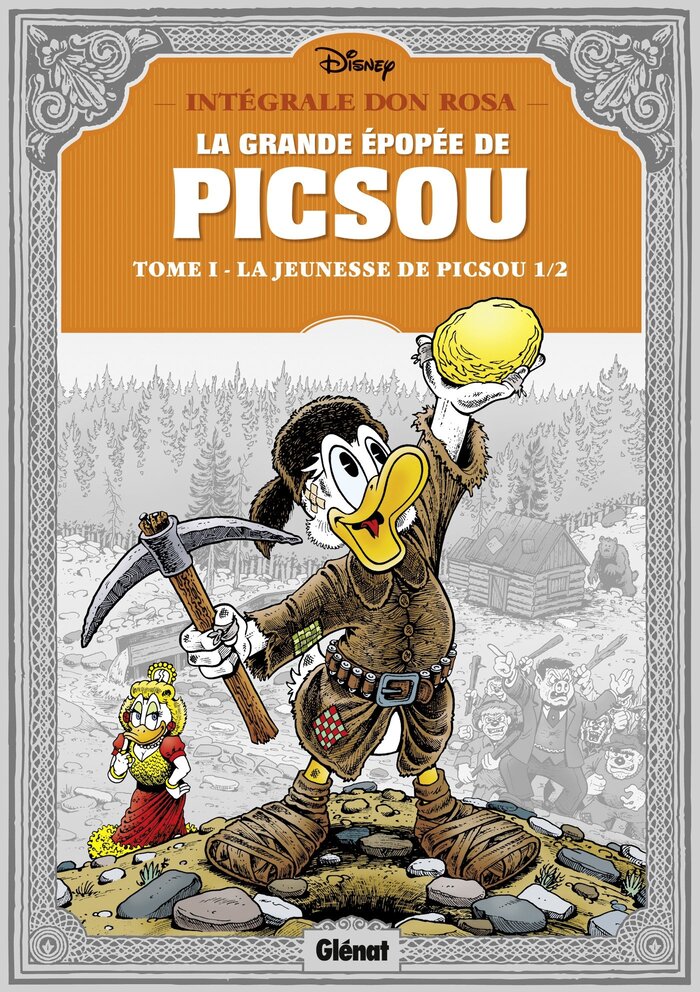 Disney
INTÉGRALE DON ROSA
LA GRANDE ÉPOPÉE DE
PICSOU
TOME I - LA JEUNESSE DE PICSOU 1/2
Glénat